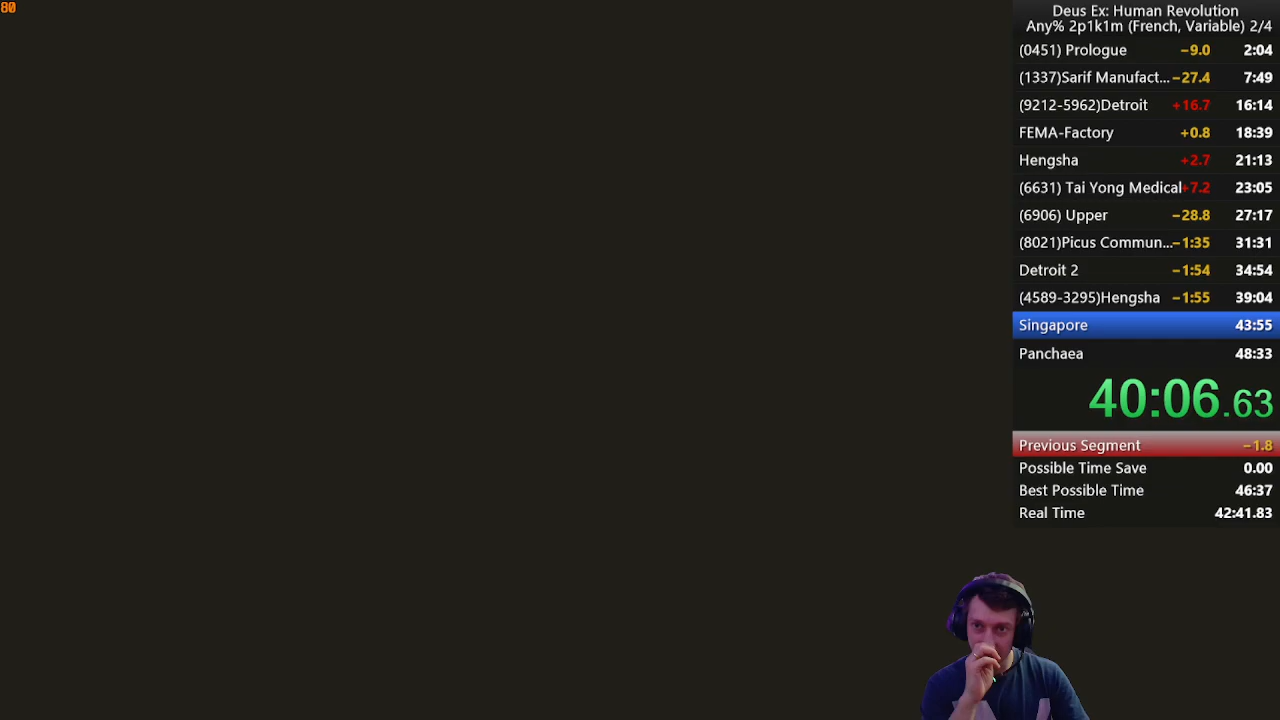 80
Deus Ex: Human Revolution
Any% 2p1k1m (French, Variable) 2/4
(0451) Prologue −9.0 2:04
(1337)Sarif Manufact... −27.4 7:49
(9212-5962)Detroit +16.7 16:14
FEMA-Factory +0.8 18:39
Hengsha +2.7 21:13
(6631) Tai Yong Medical +7.2 23:05
(6906) Upper −28.8 27:17
(8021)Picus Commun... −1:35 31:31
Detroit 2 −1:54 34:54
(4589-3295)Hengsha −1:55 39:04
Singapore 43:55
Panchaea 48:33
40:06.63
Previous Segment −1.8
Possible Time Save 0.00
Best Possible Time 46:37
Real Time 42:41.83